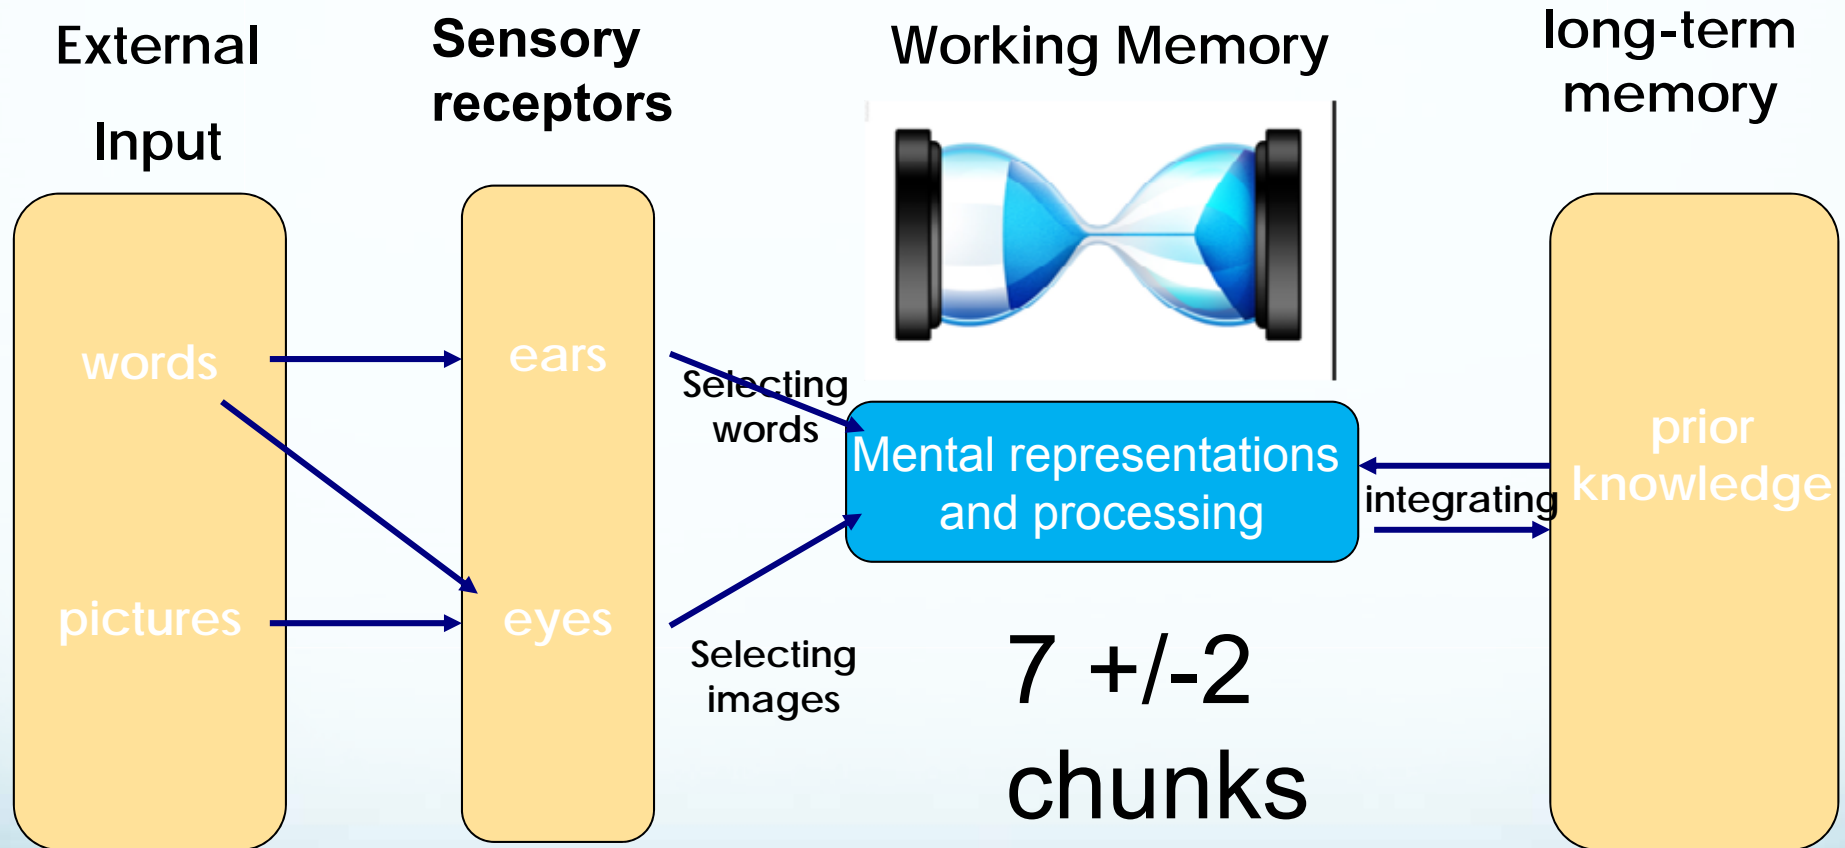 External
Input
Sensory
receptors
Working Memory
long-term
memory
words
pictures
ears
eyes
Selecting
words
Selecting
images
Mental representations
and processing
7 +/-2
chunks
integrating
prior
knowledge